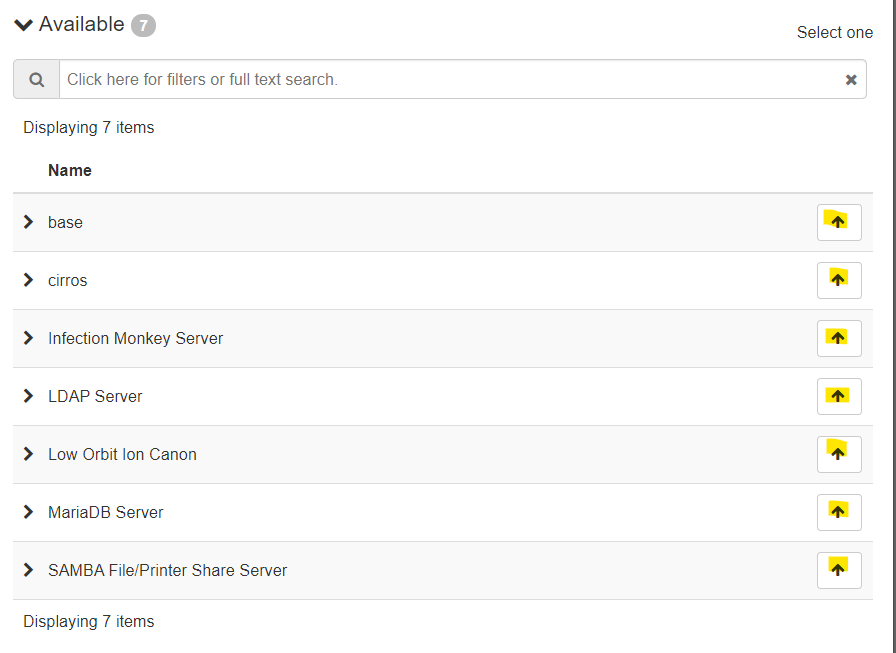 Available 7
Select one
Click here for filters or full text search.
Displaying 7 items
Name
base
cirros
Infection Monkey Server
LDAP Server
Low Orbit Ion Canon
MariaDB Server
SAMBA File/Printer Share Server
Displaying 7 items